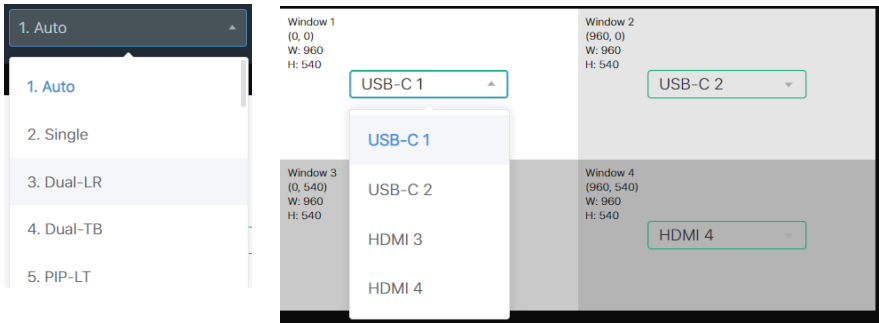 1. Auto
1. Auto
2. Single
3. Dual-LR
4. Dual-TB
5. PIP-LT
Window 1
(0, 0)
W: 960
H: 540
USB-C 1
USB-C 1
USB-C 2
HDMI 3
HDMI 4
Window 2
(960, 0)
W: 960
H: 540
USB-C 2
Window 3
(0, 540)
W: 960
H: 540
Window 4
(960, 540)
W: 960
H: 540
HDMI 4